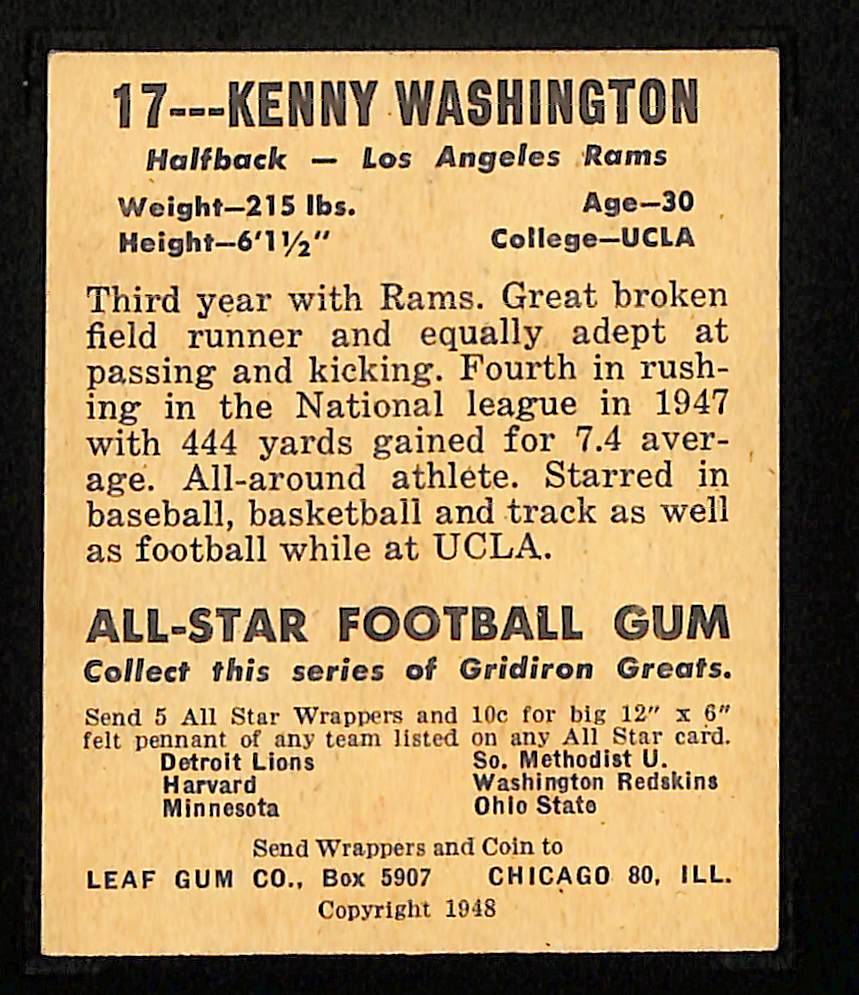 17---KENNY WASHINGTON
Halfback — Los Angeles Rams
Weight—215 lbs. Age—30
Height—6'1½" College—UCLA
Third year with Rams. Great broken
field runner and equally adept at
passing and kicking. Fourth in rush-
ing in the National league in 1947
with 444 yards gained for 7.4 aver-
age. All-around athlete. Starred in
baseball, basketball and track as well
as football while at UCLA.
ALL-STAR FOOTBALL GUM
Collect this series of Gridiron Greats.
Send 5 All Star Wrappers and 10c for big 12" x 6"
felt pennant of any team listed on any All Star card.
Detroit Lions So. Methodist U.
Harvard Washington Redskins
Minnesota Ohio State
Send Wrappers and Coin to
LEAF GUM CO., Box 5907 CHICAGO 80, ILL.
Copyright 1948